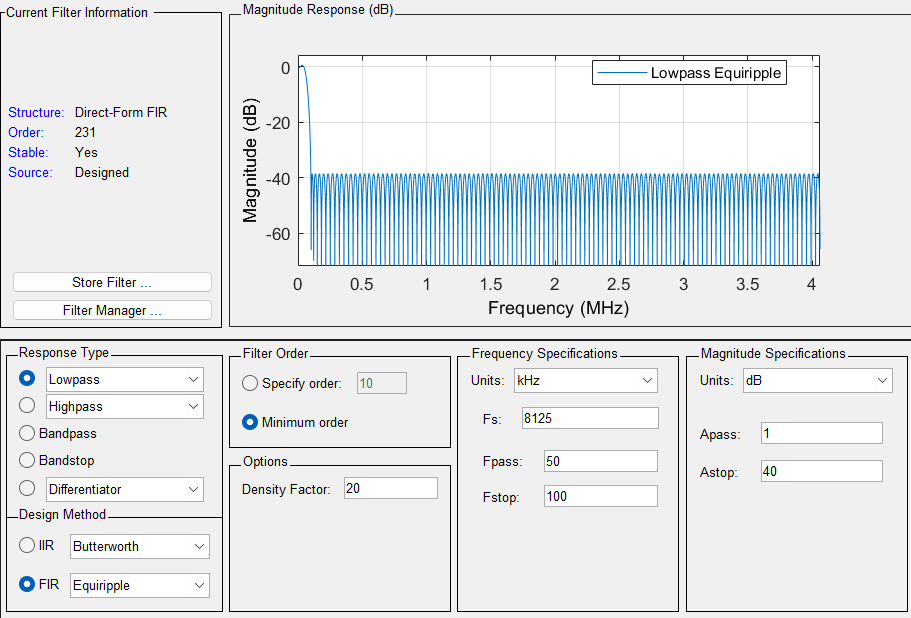 Current Filter Information
Structure: Direct-Form FIR
Order: 231
Stable: Yes
Source: Designed
Store Filter ...
Filter Manager ...
Magnitude Response (dB)
Lowpass Equiripple
0
-20
-40
-60
Magnitude (dB)
0 0.5 1 1.5 2 2.5 3 3.5 4
Frequency (MHz)
Response Type
Lowpass
Highpass
Bandpass
Bandstop
Differentiator
Design Method
IIR Butterworth
FIR Equiripple
Filter Order
Specify order: 10
Minimum order
Options
Density Factor: 20
Frequency Specifications
Units: kHz
Fs: 8125
Fpass: 50
Fstop: 100
Magnitude Specifications
Units: dB
Apass: 1
Astop: 40